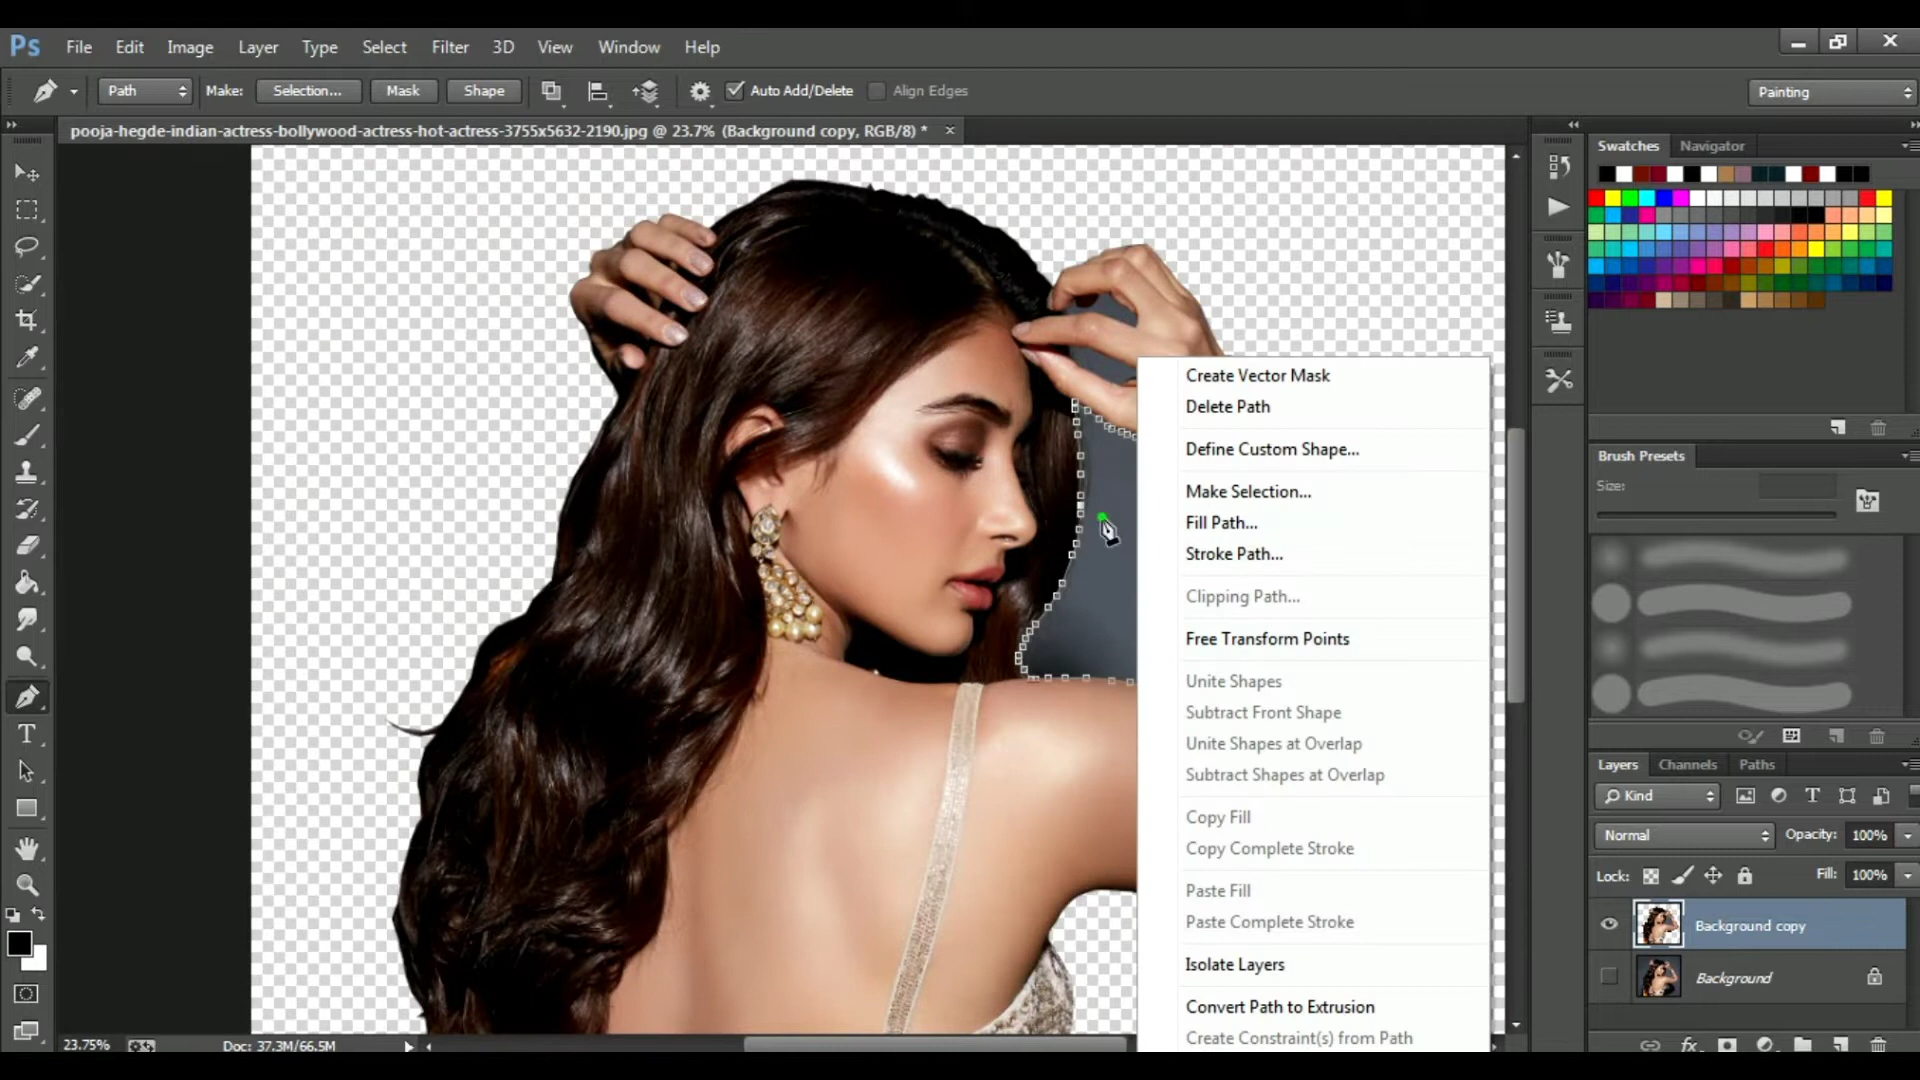 Ps File Edit Image Layer Type Select Filter 3D View Window Help
Path Make: Selection... Mask Shape Auto Add/Delete Align Edges Painting
pooja-hegde-indian-actress-bollywood-actress-hot-actress-3755x5632-2190.jpg @ 23.7% (Background copy, RGB/8) *
Swatches Navigator
Create Vector Mask
Delete Path
Define Custom Shape...
Make Selection...
Fill Path...
Stroke Path...
Clipping Path...
Free Transform Points
Unite Shapes
Subtract Front Shape
Unite Shapes at Overlap
Subtract Shapes at Overlap
Copy Fill
Copy Complete Stroke
Paste Fill
Paste Complete Stroke
Isolate Layers
Convert Path to Extrusion
Create Constraint(s) from Path
Brush Presets
Size:
Layers Channels Paths
Kind
Normal Opacity: 100%
Lock: Fill: 100%
Background copy
Background
23.75% Doc: 37.3M/66.5M